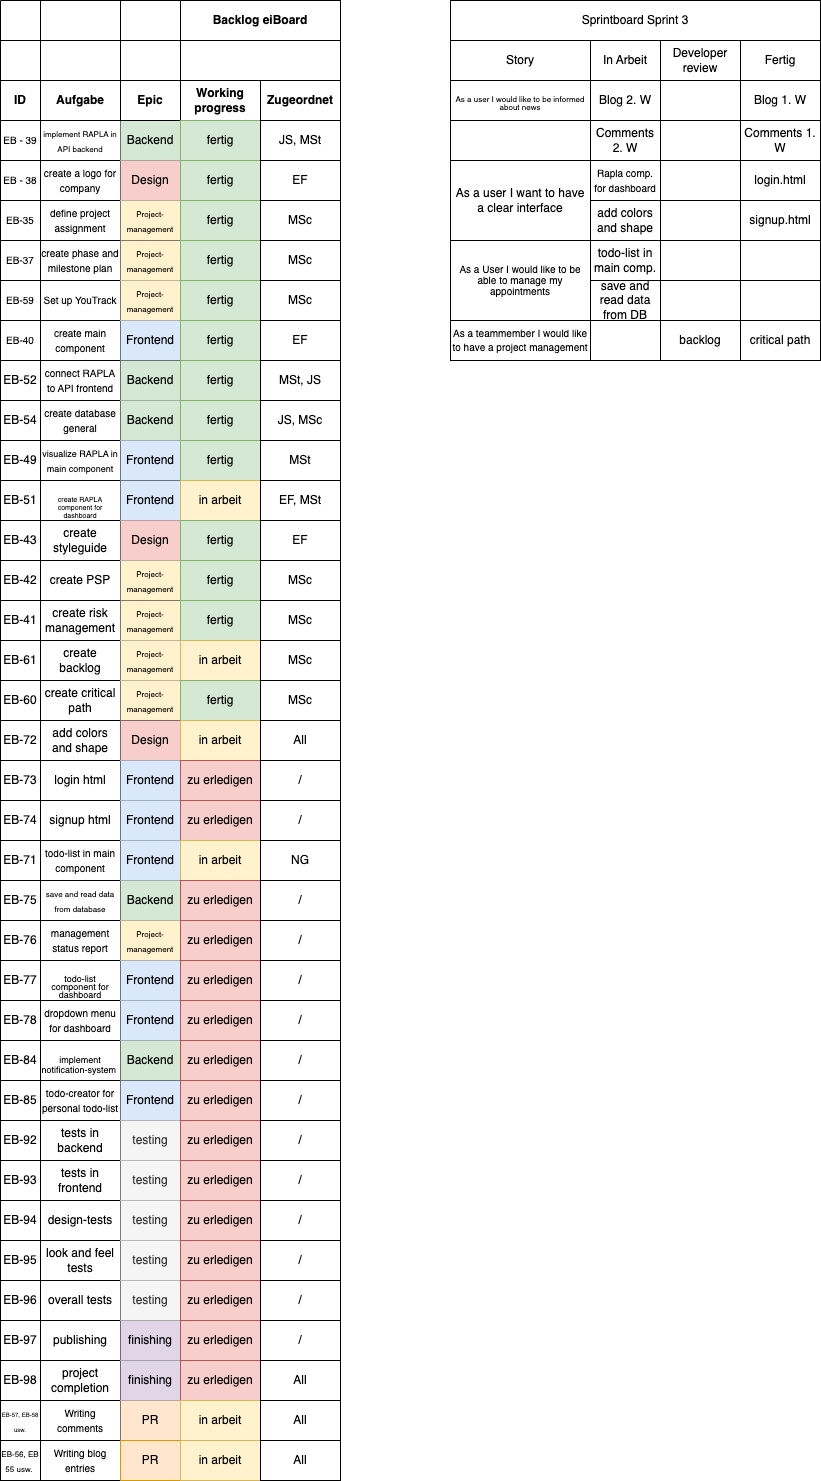 Backlog eiBoard
ID Aufgabe Epic Working progress Zugeordnet
EB - 39 implement RAPLA in API backend Backend fertig JS, MSt
EB - 38 create a logo for company Design fertig EF
EB-35 define project assignment Project-management fertig MSc
EB-37 create phase and milestone plan Project-management fertig MSc
EB-59 Set up YouTrack Project-management fertig MSc
EB-40 create main component Frontend fertig EF
EB-52 connect RAPLA to API frontend Backend fertig MSt, JS
EB-54 create database general Backend fertig JS, MSc
EB-49 visualize RAPLA in main component Frontend fertig MSt
EB-51 create RAPLA component for dashboard Frontend in arbeit EF, MSt
EB-43 create styleguide Design fertig EF
EB-42 create PSP Project-management fertig MSc
EB-41 create risk management Project-management fertig MSc
EB-61 create backlog Project-management in arbeit MSc
EB-60 create critical path Project-management fertig MSc
EB-72 add colors and shape Design in arbeit All
EB-73 login html Frontend zu erledigen /
EB-74 signup html Frontend zu erledigen /
EB-71 todo-list in main component Frontend in arbeit NG
EB-75 save and read data from database Backend zu erledigen /
EB-76 management status report Project-management zu erledigen /
EB-77 todo-list component for dashboard Frontend zu erledigen /
EB-78 dropdown menu for dashboard Frontend zu erledigen /
EB-84 implement notification-system Backend zu erledigen /
EB-85 todo-creator for personal todo-list Frontend zu erledigen /
EB-92 tests in backend testing zu erledigen /
EB-93 tests in frontend testing zu erledigen /
EB-94 design-tests testing zu erledigen /
EB-95 look and feel tests testing zu erledigen /
EB-96 overall tests testing zu erledigen /
EB-97 publishing finishing zu erledigen /
EB-98 project completion finishing zu erledigen All
EB-57, EB-58 usw. Writing comments PR in arbeit All
EB-56, EB 55 usw. Writing blog entries PR in arbeit All
Sprintboard Sprint 3
Story In Arbeit Developer review Fertig
As a user I would like to be informed about news Blog 2. W Blog 1. W
Comments 2. W Comments 1. W
As a user I want to have a clear interface Rapla comp. for dashboard login.html
add colors and shape signup.html
As a User I would like to be able to manage my appointments todo-list in main comp.
save and read data from DB
As a teammember I would like to have a project management backlog critical path